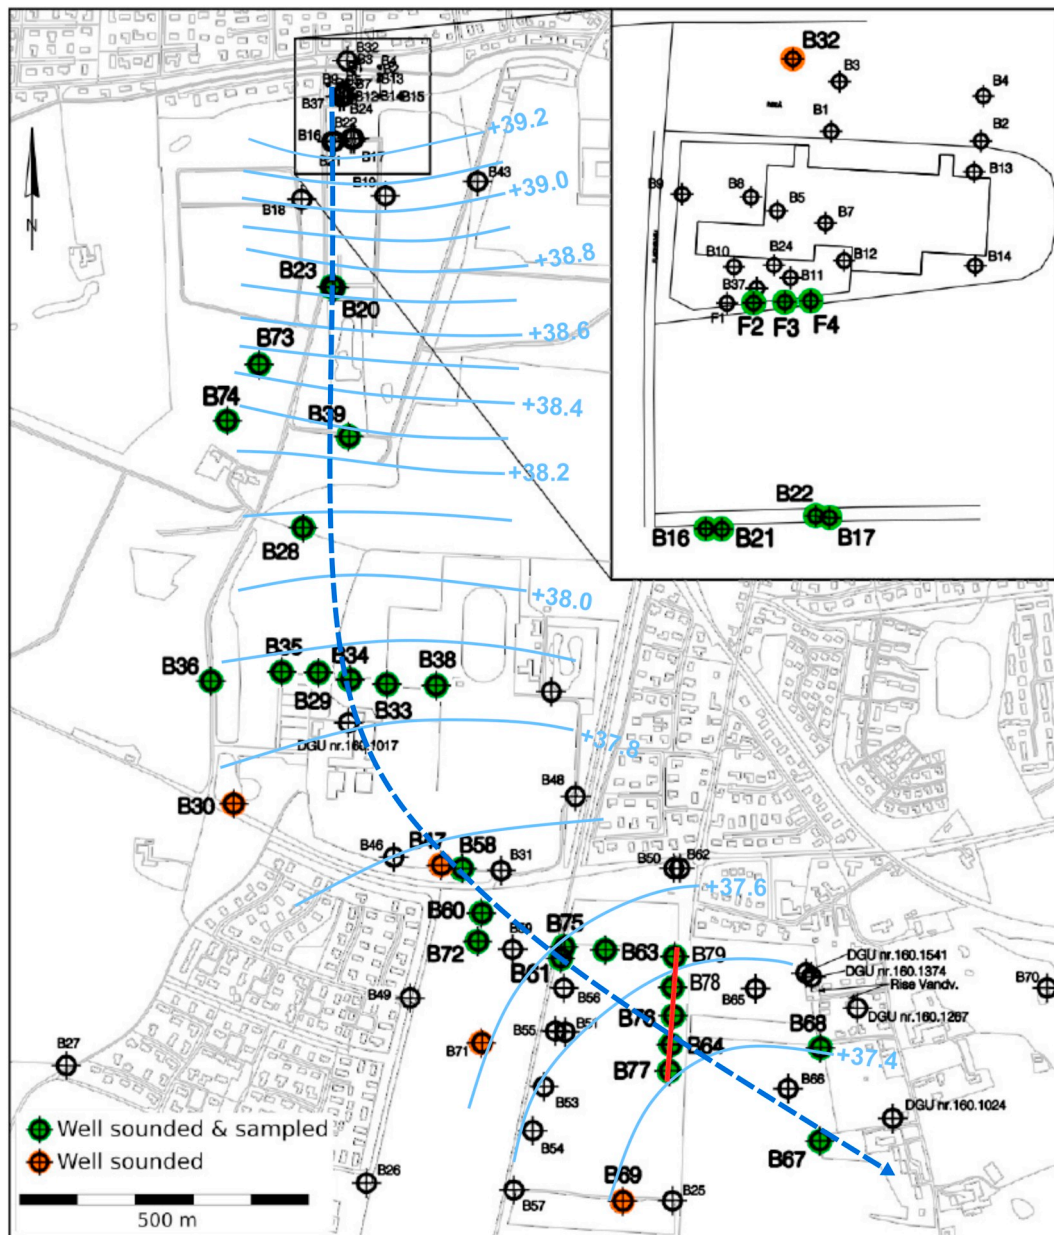 B32
B3
B4
B13
B9
B7
B37
B12
B14
B15
B24
B22
B16
B21
B17
+39.2
B43
B19
B18
+39.0
+38.8
B23
B20
+38.6
B73
+38.4
B74
B39
+38.2
B28
+38.0
B35
B34
B36
B38
B29
B33
DGU nr.160.1017
+37.8
B48
B30
B47
B46
B58
B31
B50
B62
+37.6
B60
B75
B72
B59
B63
B79
B61
DGU nr.160.1541
DGU nr.160.1374
Rise Vandv.
B78
B65
B70
B56
B49
DGU nr.160.1267
B76
B68
B55
B51
B71
B64
+37.4
B27
B77
B66
B53
DGU nr.160.1024
B54
B67
B26
B69
B57
B25
N
Well sounded & sampled
Well sounded
500 m
B32
B3
B4
B1
B2
B13
B9
B8
B5
B7
B10
B24
B12
B14
B11
B37
F1
F2
F3
F4
B22
B16
B21
B17